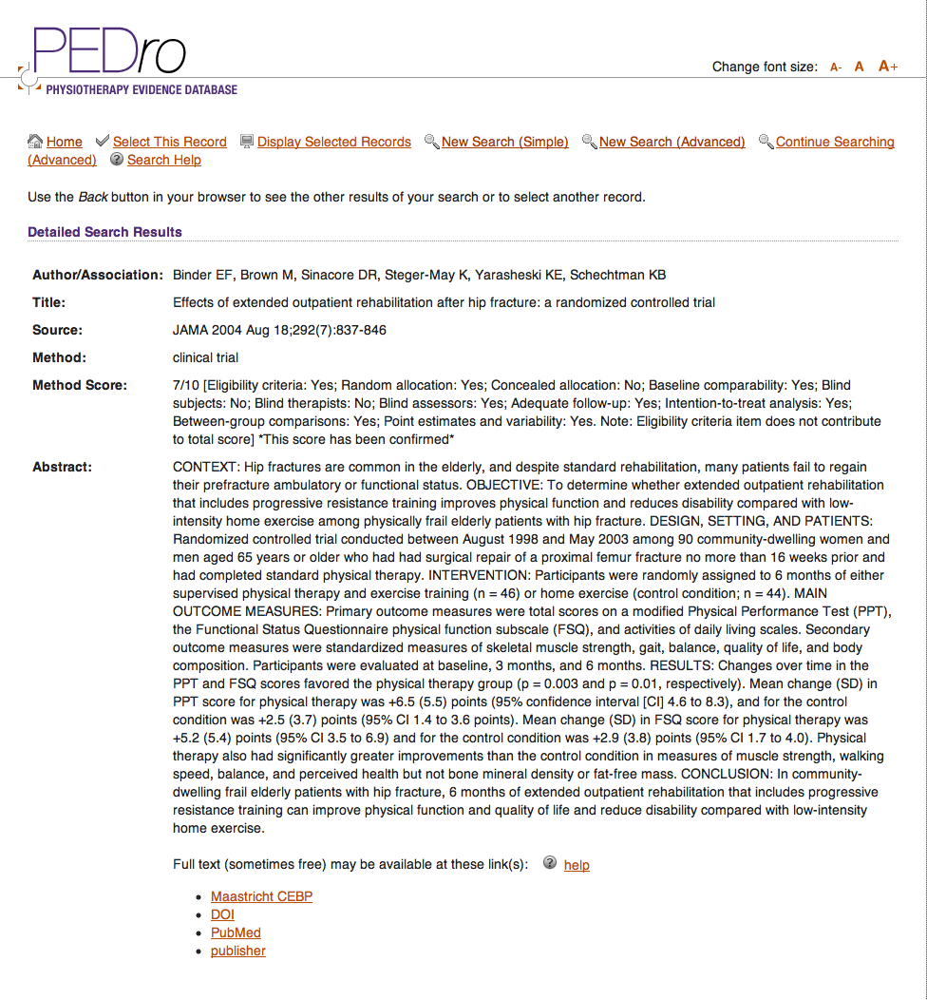 PEDro
PHYSIOTHERAPY EVIDENCE DATABASE
Change font size: A- A A+
Home Select This Record Display Selected Records New Search (Simple) New Search (Advanced) Continue Searching
(Advanced) Search Help
Use the Back button in your browser to see the other results of your search or to select another record.
Detailed Search Results
Author/Association: Binder EF, Brown M, Sinacore DR, Steger-May K, Yarasheski KE, Schechtman KB
Title: Effects of extended outpatient rehabilitation after hip fracture: a randomized controlled trial
Source: JAMA 2004 Aug 18;292(7):837-846
Method: clinical trial
Method Score: 7/10 [Eligibility criteria: Yes; Random allocation: Yes; Concealed allocation: No; Baseline comparability: Yes; Blind
subjects: No; Blind therapists: No; Blind assessors: Yes; Adequate follow-up: Yes; Intention-to-treat analysis: Yes;
Between-group comparisons: Yes; Point estimates and variability: Yes. Note: Eligibility criteria item does not contribute
to total score] *This score has been confirmed*
Abstract: CONTEXT: Hip fractures are common in the elderly, and despite standard rehabilitation, many patients fail to regain
their prefracture ambulatory or functional status. OBJECTIVE: To determine whether extended outpatient rehabilitation
that includes progressive resistance training improves physical function and reduces disability compared with low-
intensity home exercise among physically frail elderly patients with hip fracture. DESIGN, SETTING, AND PATIENTS:
Randomized controlled trial conducted between August 1998 and May 2003 among 90 community-dwelling women and
men aged 65 years or older who had had surgical repair of a proximal femur fracture no more than 16 weeks prior and
had completed standard physical therapy. INTERVENTION: Participants were randomly assigned to 6 months of either
supervised physical therapy and exercise training (n = 46) or home exercise (control condition; n = 44). MAIN
OUTCOME MEASURES: Primary outcome measures were total scores on a modified Physical Performance Test (PPT),
the Functional Status Questionnaire physical function subscale (FSQ), and activities of daily living scales. Secondary
outcome measures were standardized measures of skeletal muscle strength, gait, balance, quality of life, and body
composition. Participants were evaluated at baseline, 3 months, and 6 months. RESULTS: Changes over time in the
PPT and FSQ scores favored the physical therapy group (p = 0.003 and p = 0.01, respectively). Mean change (SD) in
PPT score for physical therapy was +6.5 (5.5) points (95% confidence interval [CI] 4.6 to 8.3), and for the control
condition was +2.5 (3.7) points (95% CI 1.4 to 3.6 points). Mean change (SD) in FSQ score for physical therapy was
+5.2 (5.4) points (95% CI 3.5 to 6.9) and for the control condition was +2.9 (3.8) points (95% CI 1.7 to 4.0). Physical
therapy also had significantly greater improvements than the control condition in measures of muscle strength, walking
speed, balance, and perceived health but not bone mineral density or fat-free mass. CONCLUSION: In community-
dwelling frail elderly patients with hip fracture, 6 months of extended outpatient rehabilitation that includes progressive
resistance training can improve physical function and quality of life and reduce disability compared with low-intensity
home exercise.
Full text (sometimes free) may be available at these link(s): ? help
• Maastricht CEBP
• DOI
• PubMed
• publisher